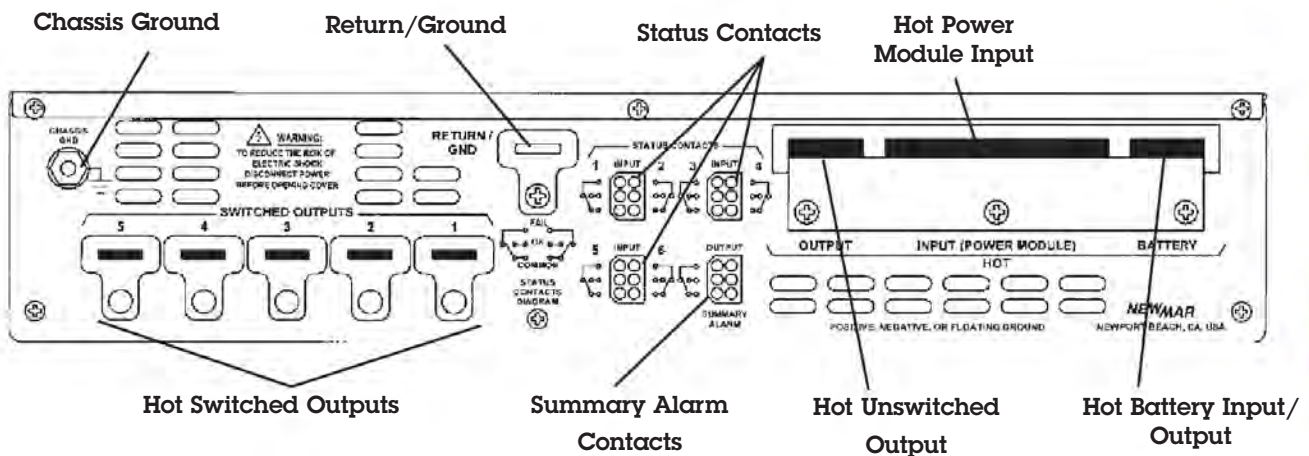 Chassis Ground
Return/Ground
Status Contacts
Hot Power
Module Input
CHASSIS
GND
WARNING:
TO REDUCE THE RISK OF
ELECTRIC SHOCK
DISCONNECT POWER
BEFORE OPENING COVER
RETURN /
GND
STATUS CONTACTS
1 INPUT 2 3 INPUT 4
SWITCHED OUTPUTS
5 4 3 2 1
FAIL
OK
COMMON
STATUS
CONTACTS
DIAGRAM
5 INPUT 6 OUTPUT
SUMMARY
ALARM
OUTPUT INPUT (POWER MODULE) BATTERY
HOT
POSITIVE, NEGATIVE, OR FLOATING GROUND
NEWMAR
NEWPORT BEACH, CA. USA
Hot Switched Outputs
Summary Alarm
Contacts
Hot Unswitched
Output
Hot Battery Input/
Output